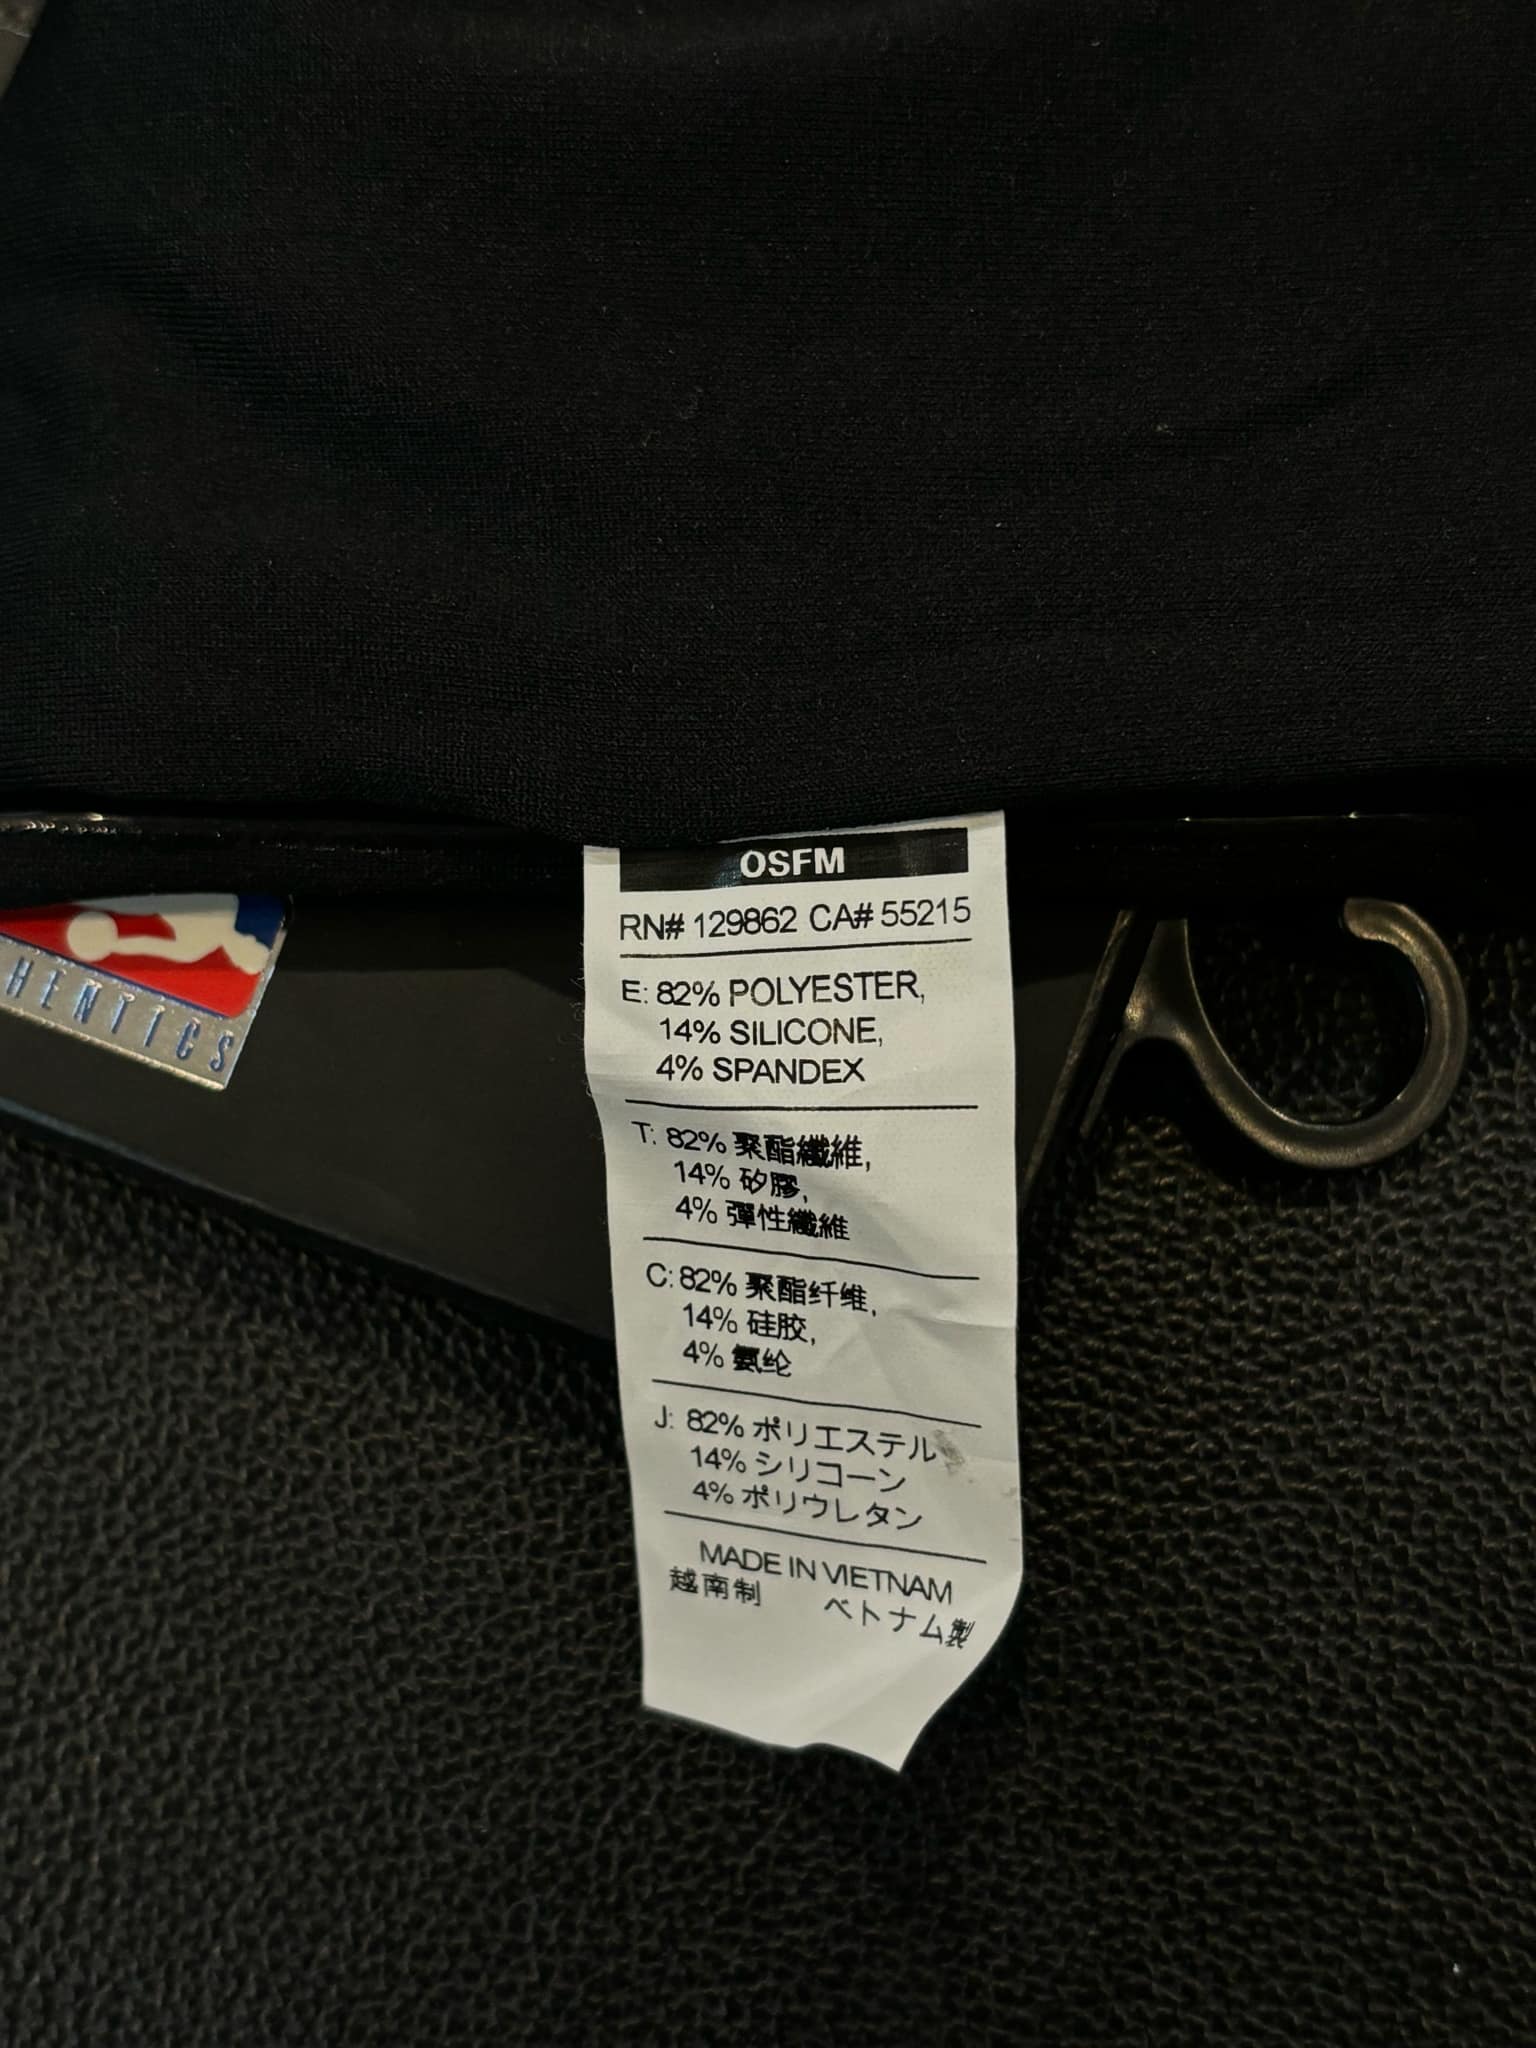 OSFM
RN# 129862 CA# 55215
E: 82% POLYESTER,
14% SILICONE,
4% SPANDEX
T: 82% 聚酯纖維,
14% 矽膠,
4% 彈性纖維
C: 82% 聚酯纤维,
14% 硅胶,
4% 氨纶
J: 82% ポリエステル
14% シリコーン
4% ポリウレタン
MADE IN VIETNAM
越南制 ベトナム製
HENTICS